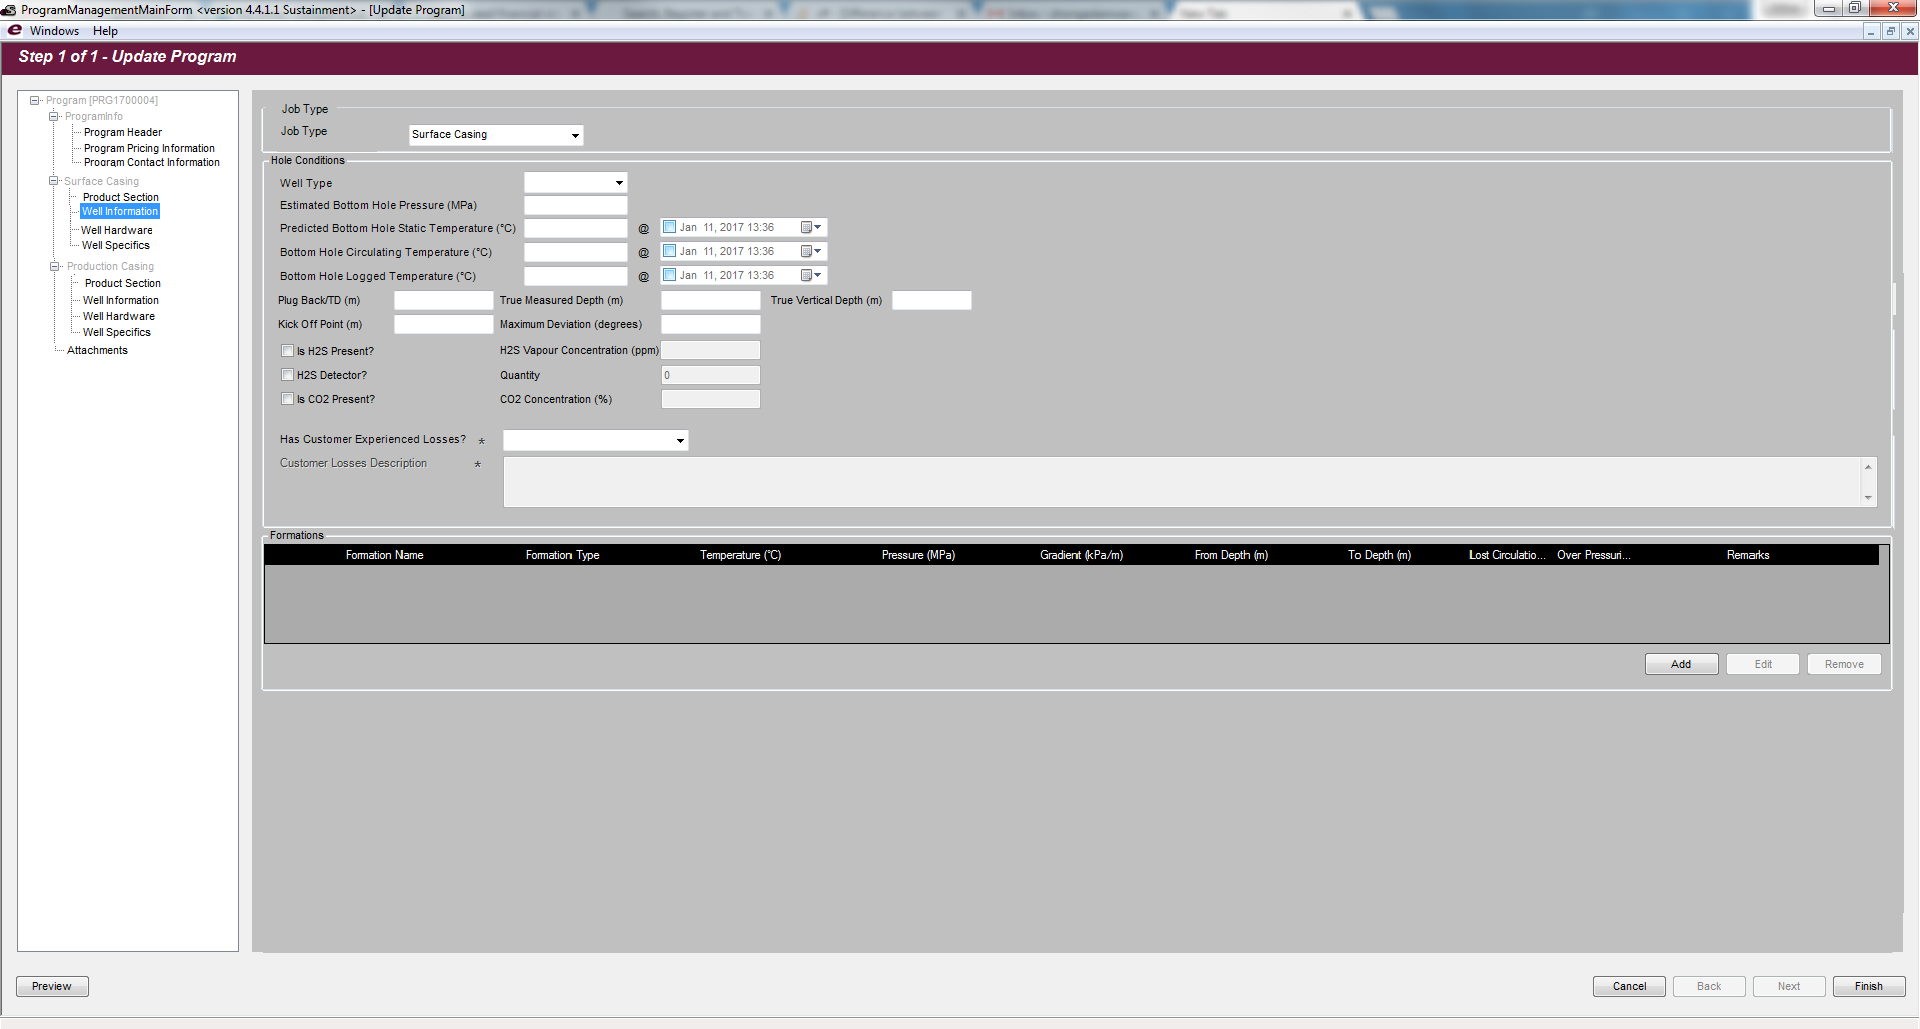 ProgramManagementMainForm <version 4.4.1.1 Sustainment> - [Update Program]
Windows Help
Step 1 of 1 - Update Program
Program [PRG1700004]
ProgramInfo
Program Header
Program Pricing Information
Program Contact Information
Surface Casing
Product Section
Well Information
Well Hardware
Well Specifics
Production Casing
Product Section
Well Information
Well Hardware
Well Specifics
Attachments
Job Type
Job Type Surface Casing
Hole Conditions
Well Type
Estimated Bottom Hole Pressure (MPa)
Predicted Bottom Hole Static Temperature (°C) @ Jan 11, 2017 13:36
Bottom Hole Circulating Temperature (°C) @ Jan 11, 2017 13:36
Bottom Hole Logged Temperature (°C) @ Jan 11, 2017 13:36
Plug Back/TD (m) True Measured Depth (m) True Vertical Depth (m)
Kick Off Point (m) Maximum Deviation (degrees)
Is H2S Present? H2S Vapour Concentration (ppm)
H2S Detector? Quantity 0
Is CO2 Present? CO2 Concentration (%)
Has Customer Experienced Losses? *
Customer Losses Description *
Formations
Formation Name Formation Type Temperature (°C) Pressure (MPa) Gradient (kPa/m) From Depth (m) To Depth (m) Lost Circulatio... Over Pressuri... Remarks
Add Edit Remove
Preview Cancel Back Next Finish